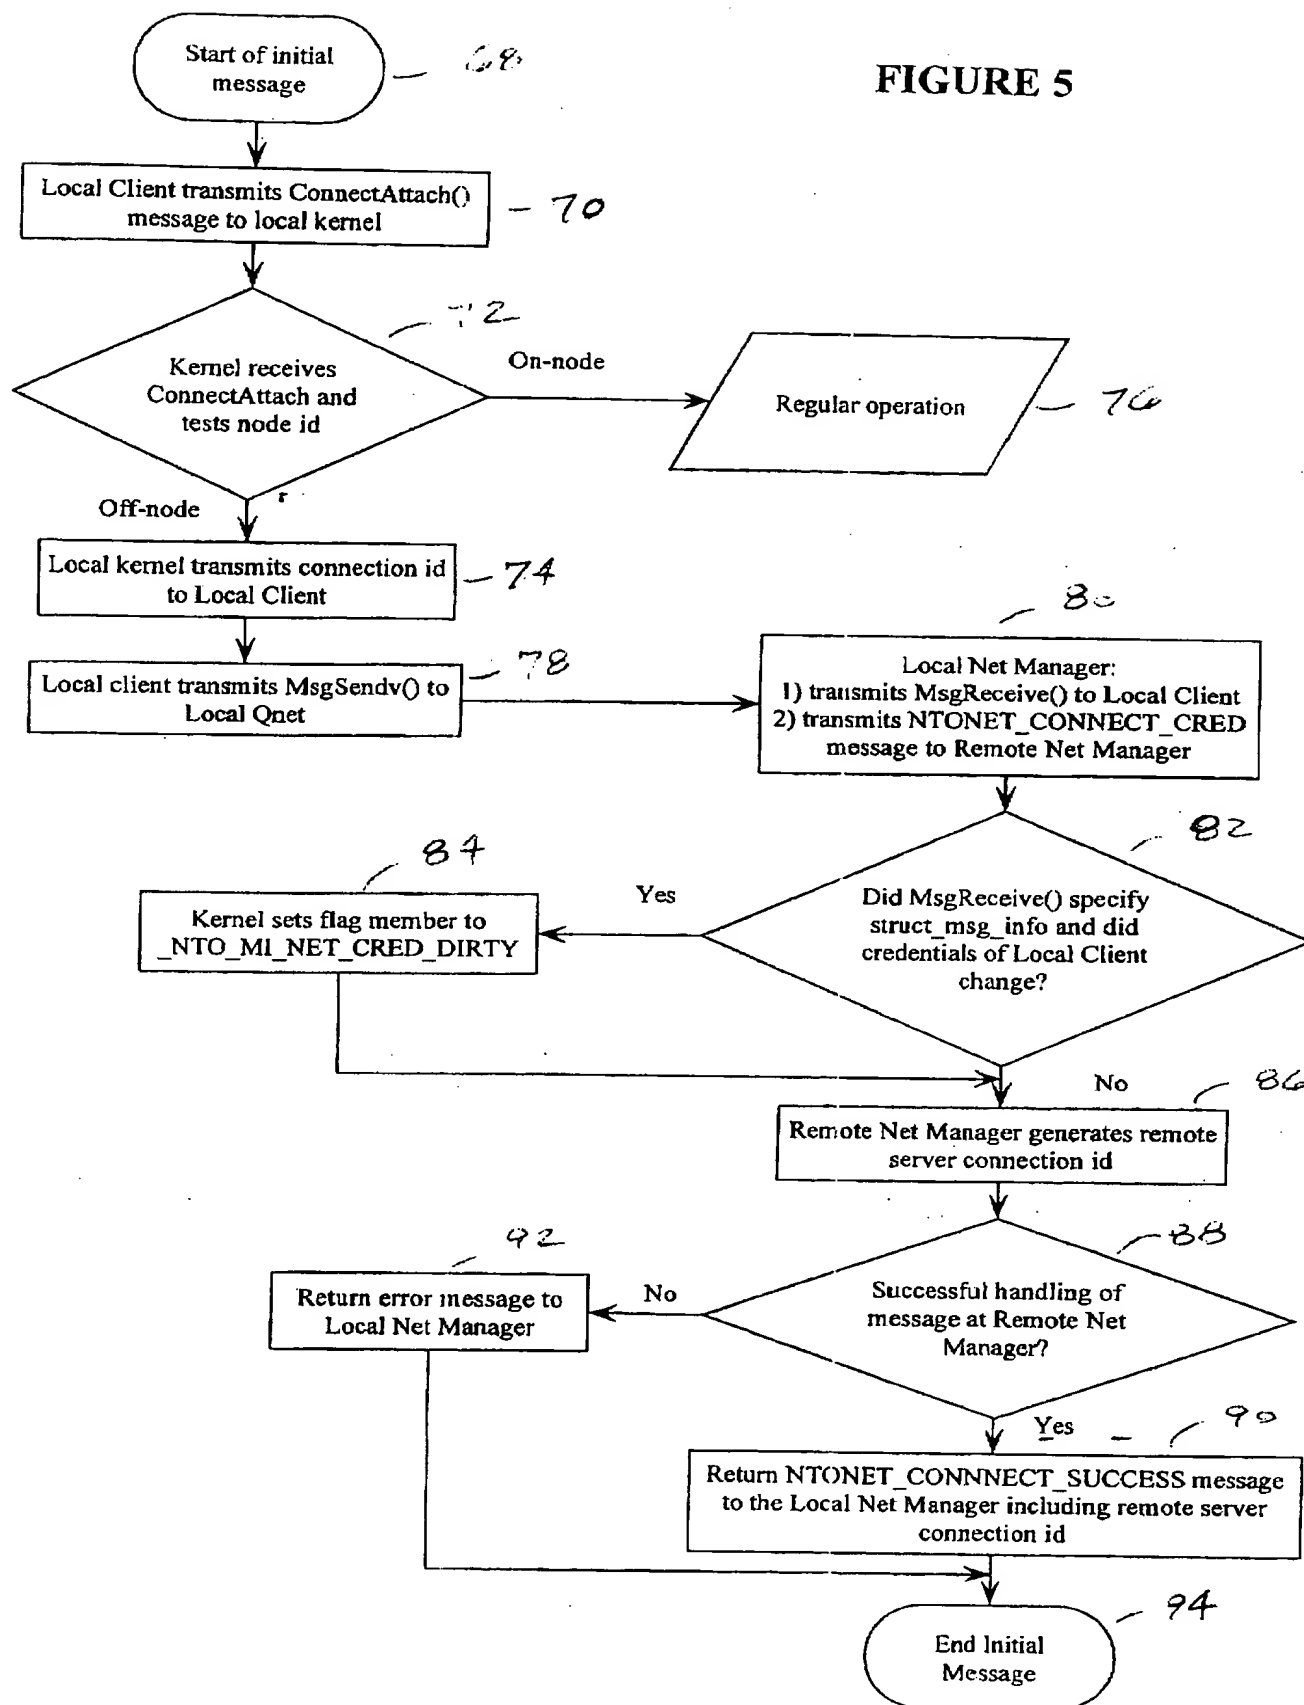 Start of initial
message
68
FIGURE 5
Local Client transmits ConnectAttach()
message to local kernel
70
72
Kernel receives
ConnectAttach and
tests node id
On-node
Regular operation
76
Off-node
Local kernel transmits connection id
to Local Client
74
Local client transmits MsgSendv() to
Local Qnet
78
80
Local Net Manager:
1) transmits MsgReceive() to Local Client
2) transmits NTONET_CONNECT_CRED
message to Remote Net Manager
82
Did MsgReceive() specify
struct_msg_info and did
credentials of Local Client
change?
Yes
84
Kernel sets flag member to
_NTO_MI_NET_CRED_DIRTY
No
86
Remote Net Manager generates remote
server connection id
88
Successful handling of
message at Remote Net
Manager?
No
92
Return error message to
Local Net Manager
Yes
90
Return NTONET_CONNNECT_SUCCESS message
to the Local Net Manager including remote server
connection id
94
End Initial
Message